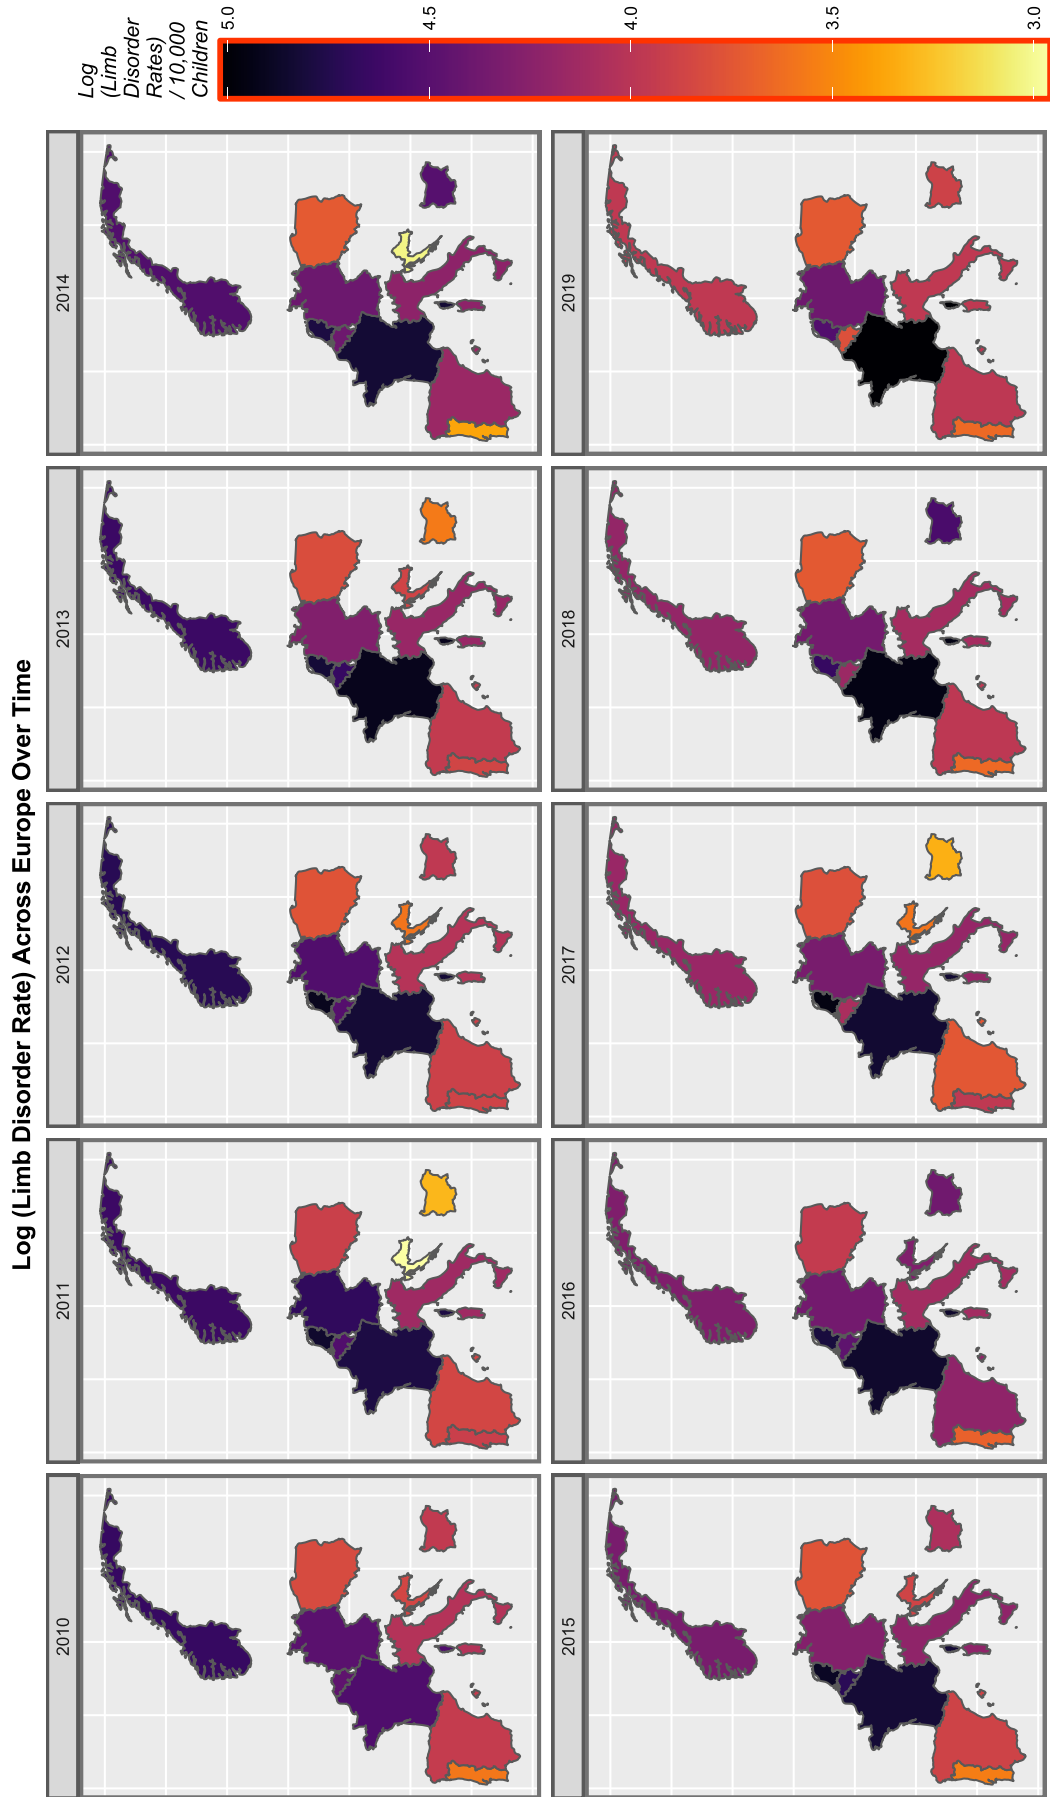 Log (Limb Disorder Rate) Across Europe Over Time
2010
2011
2012
2013
2014
2015
2016
2017
2018
2019
Log
(Limb
Disorder
Rates)
/ 10,000
Children
5.0
4.5
4.0
3.5
3.0